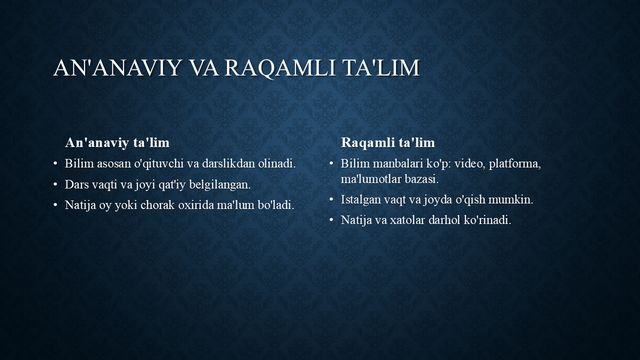 AN'ANAVIY VA RAQAMLI TA'LIM
An'anaviy ta'lim
• Bilim asosan o'qituvchi va darslikdan olinadi.
• Dars vaqti va joyi qat'iy belgilangan.
• Natija oy yoki chorak oxirida ma'lum bo'ladi.
Raqamli ta'lim
• Bilim manbalari ko'p: video, platforma,
ma'lumotlar bazasi.
• Istalgan vaqt va joyda o'qish mumkin.
• Natija va xatolar darhol ko'rinadi.